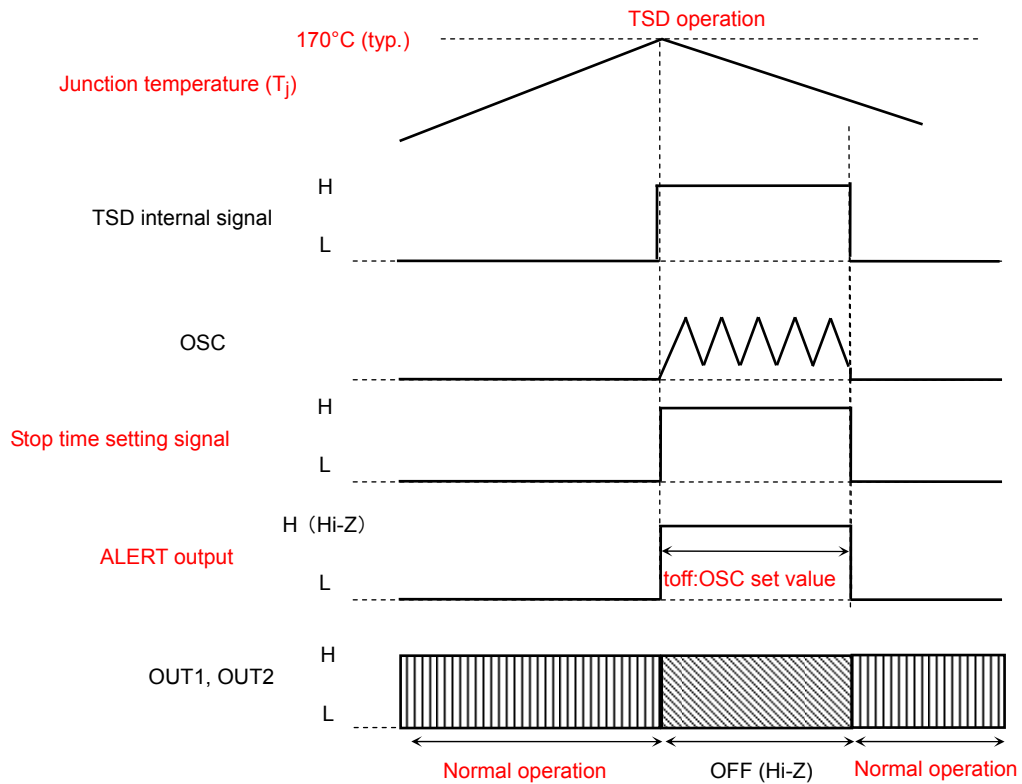 TSD operation
170°C (typ.)
Junction temperature (Tj)
H
TSD internal signal
L
OSC
H
Stop time setting signal
L
H （Hi-Z）
ALERT output
toff:OSC set value
L
H
OUT1, OUT2
L
Normal operation
OFF (Hi-Z)
Normal operation